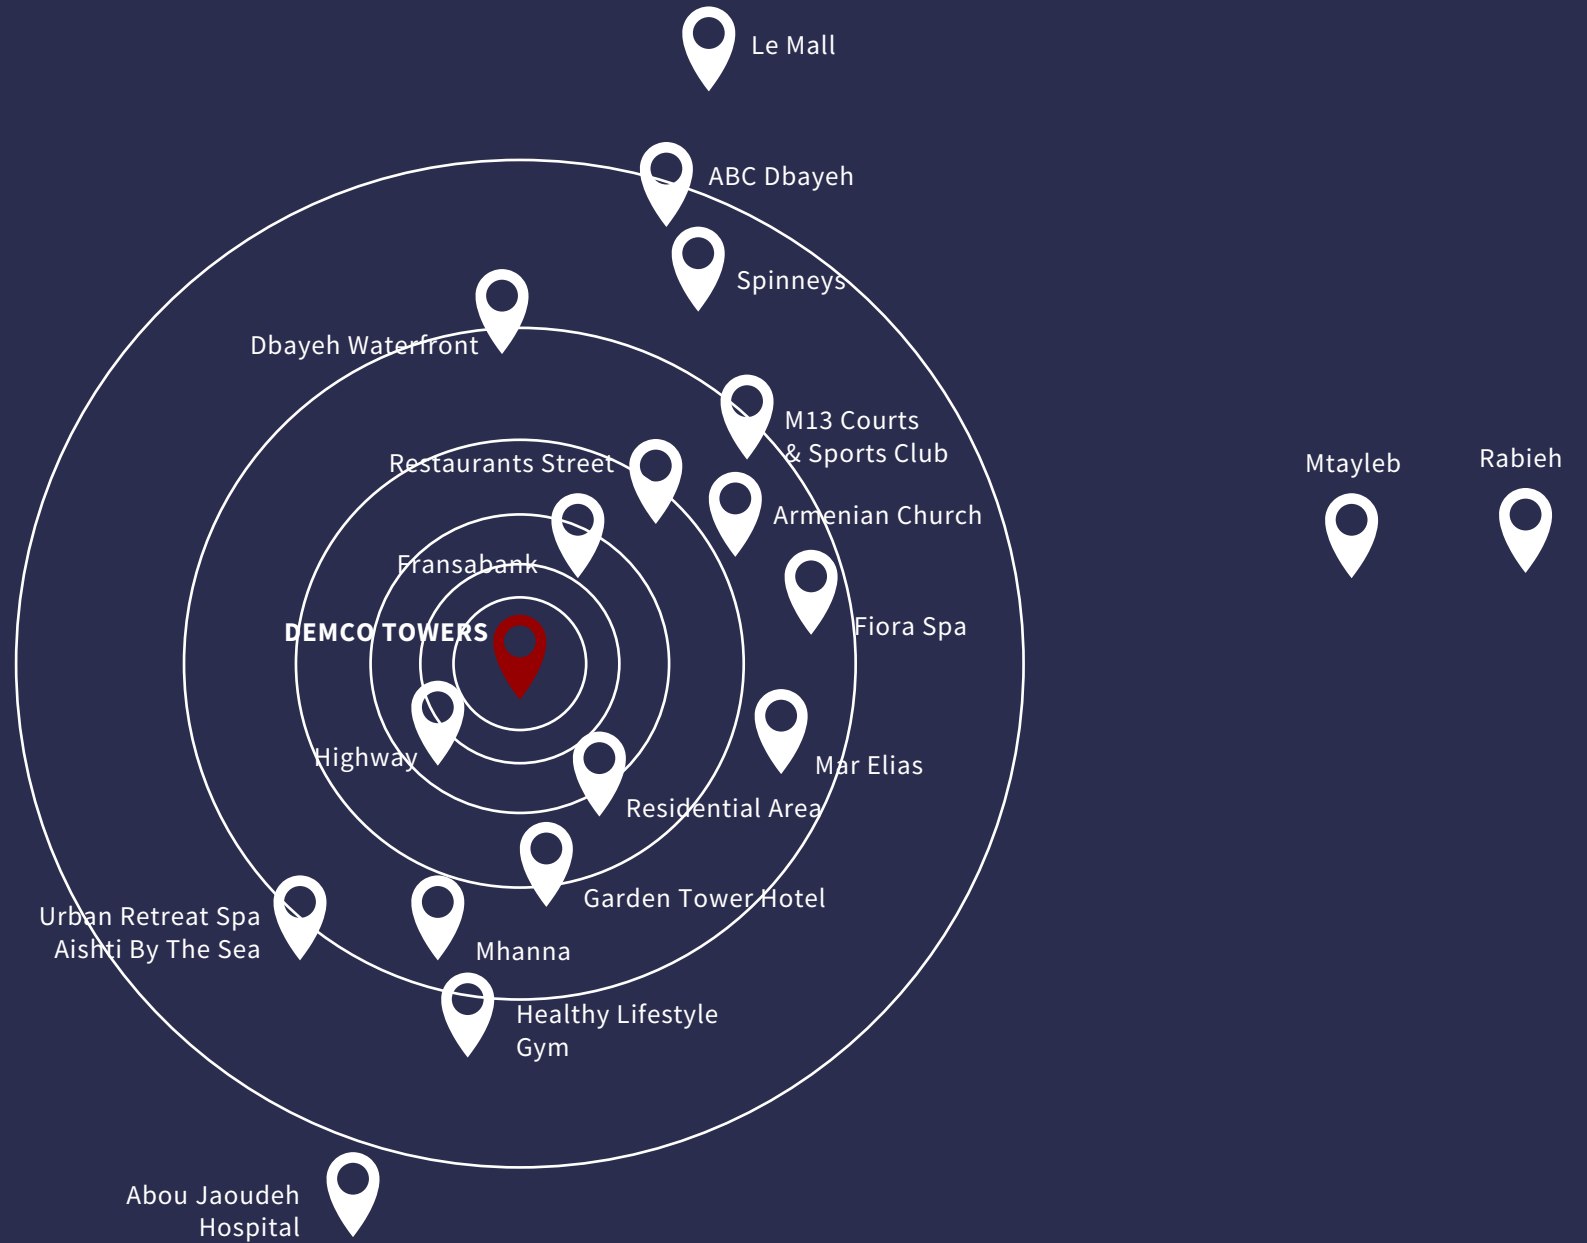 Le Mall
ABC Dbayeh
Spinneys
Dbayeh Waterfront
M13 Courts
& Sports Club
Restaurants Street
Mtayleb
Rabieh
Armenian Church
Fransabank
DEMCO TOWERS
Fiora Spa
Highway
Mar Elias
Residential Area
Garden Tower Hotel
Urban Retreat Spa
Aishti By The Sea
Mhanna
Healthy Lifestyle
Gym
Abou Jaoudeh
Hospital